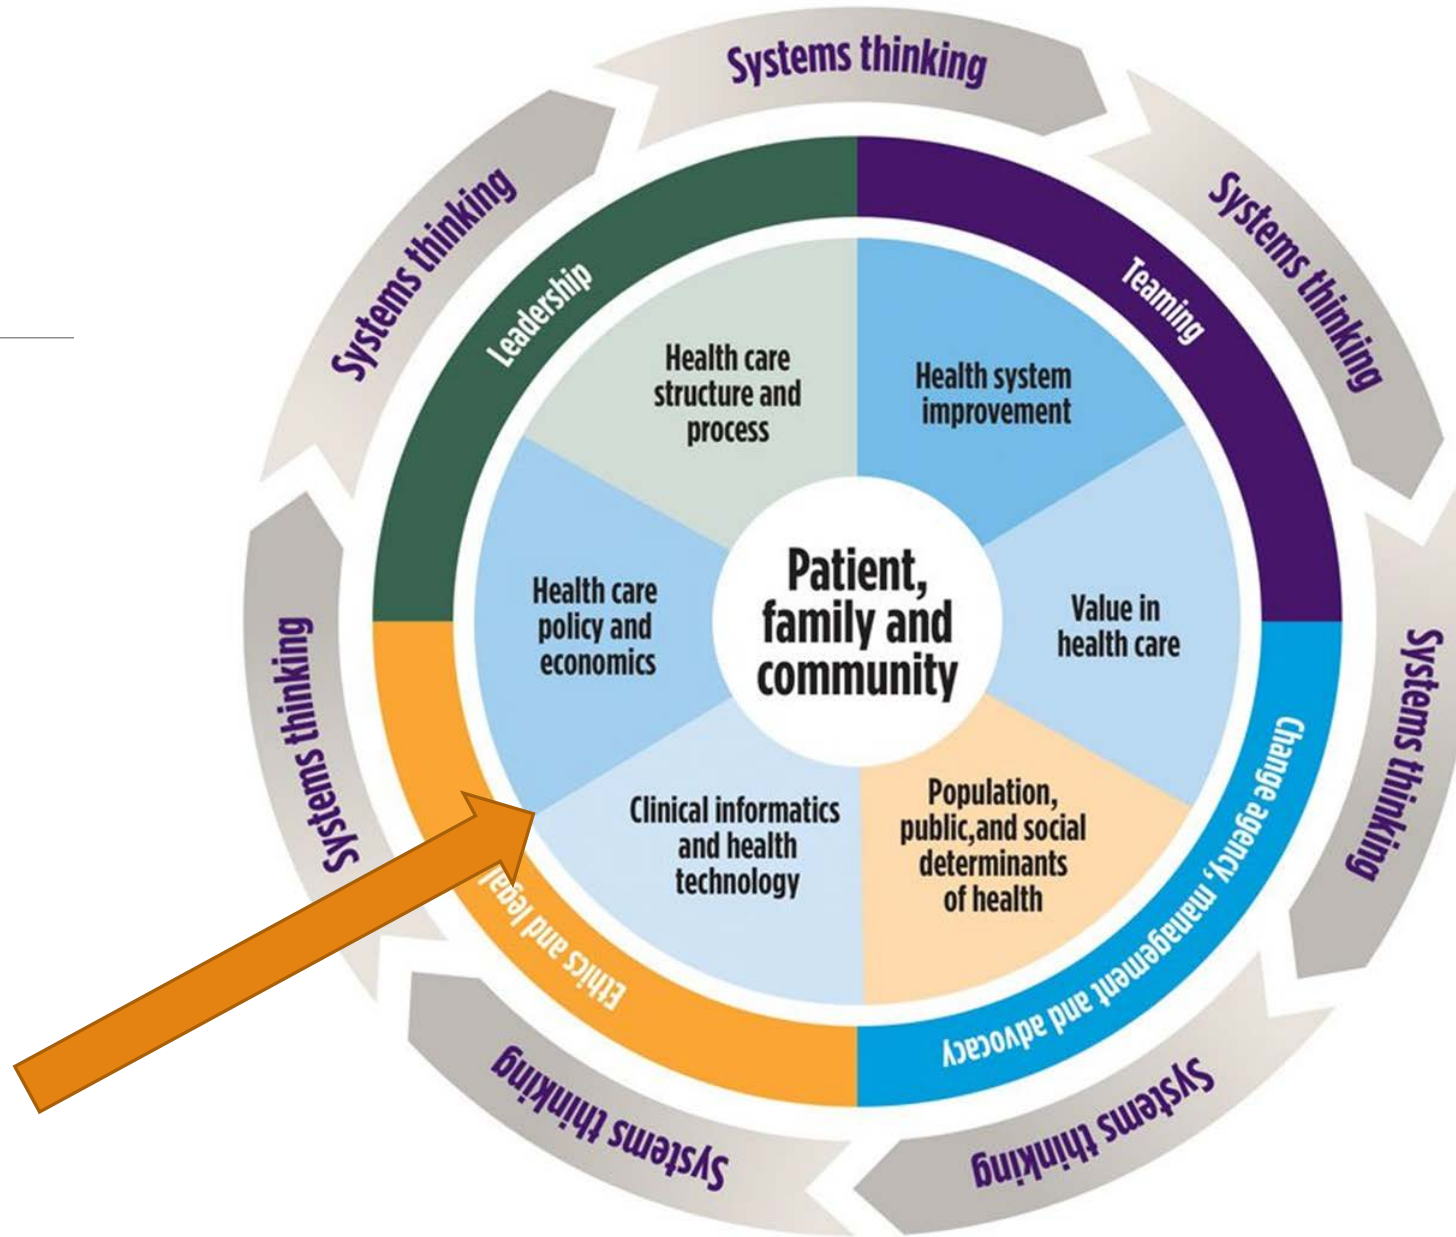 Systems thinking
Systems thinking
Systems thinking
Systems thinking
Systems thinking
Systems thinking
Systems thinking
Leadership
Teaming
Change agency, management and advocacy
Ethics and legal
Health care
structure and
process
Health system
improvement
Value in
health care
Population,
public,and social
determinants
of health
Clinical informatics
and health
technology
Health care
policy and
economics
Patient,
family and
community